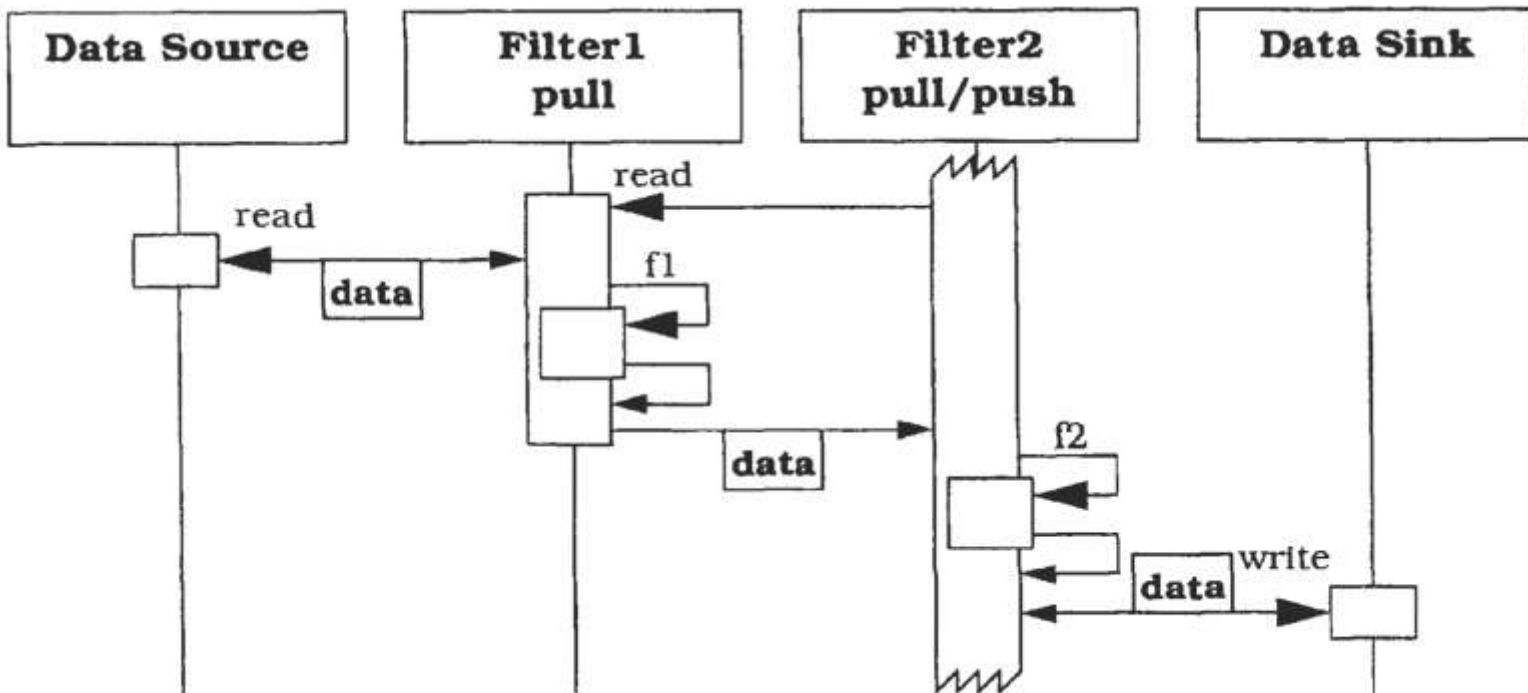 Data Source
Filter1
pull
Filter2
pull/push
Data Sink
read
read
data
f1
data
f2
write
data